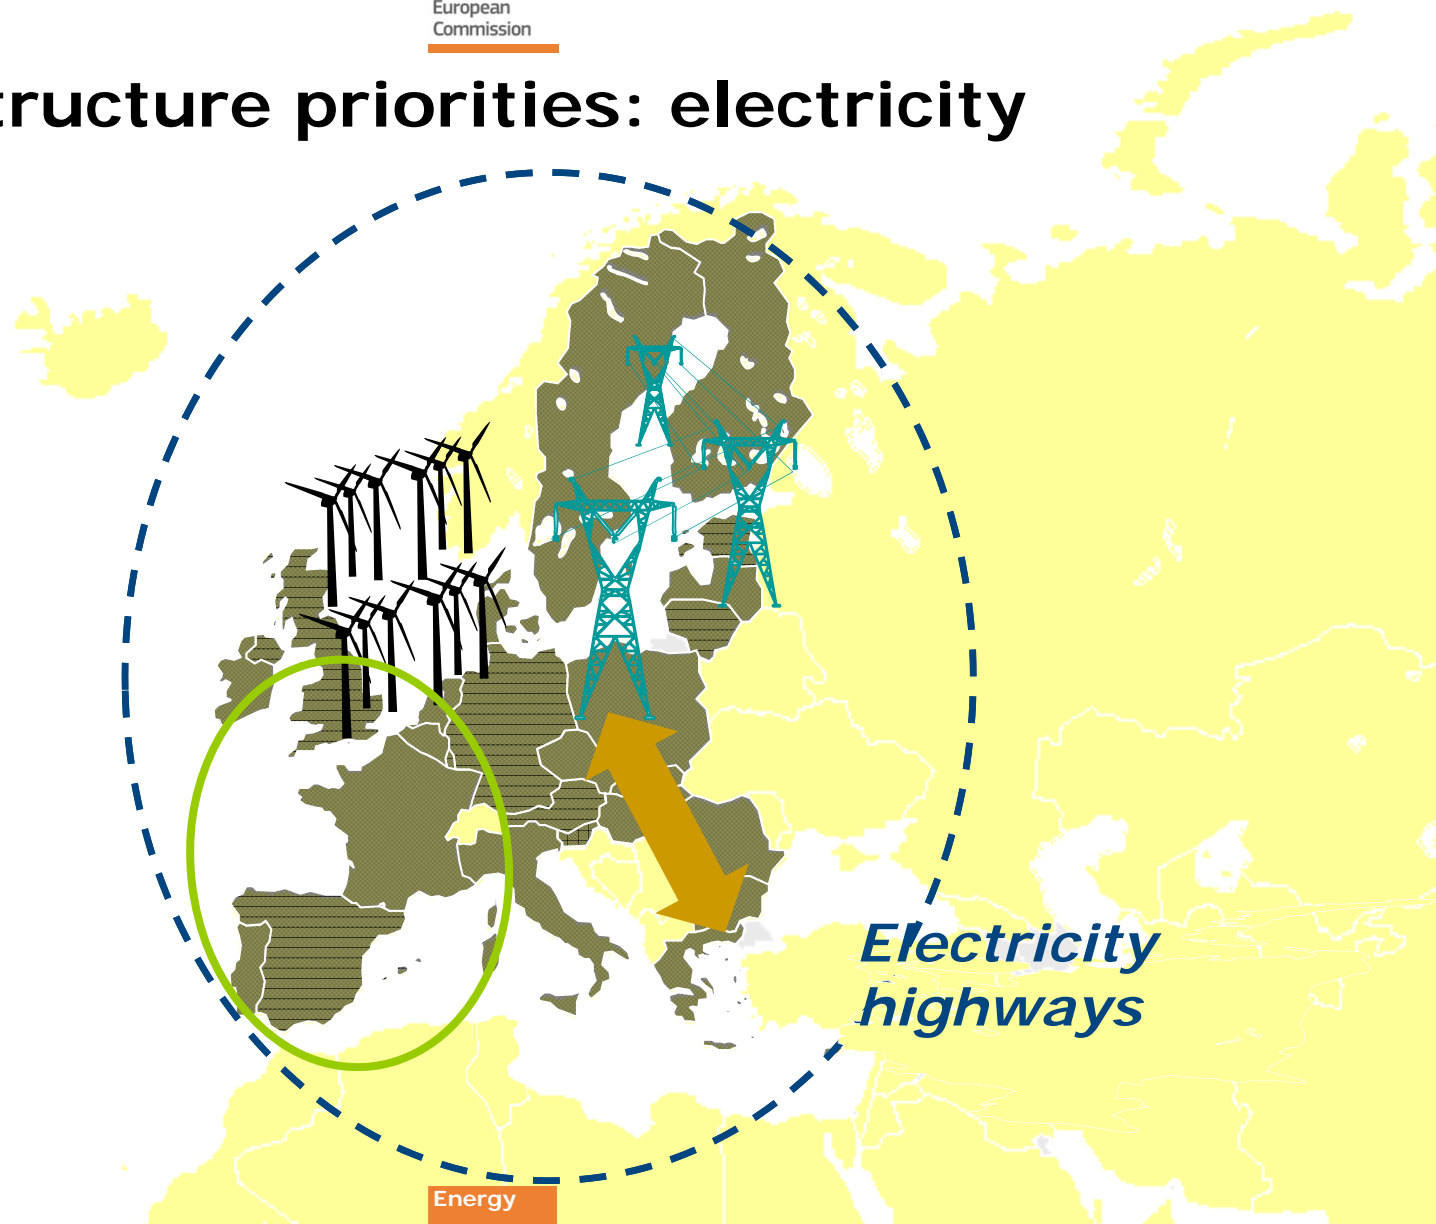 European
Commission
tructure priorities: electricity
Electricity
highways
Energy